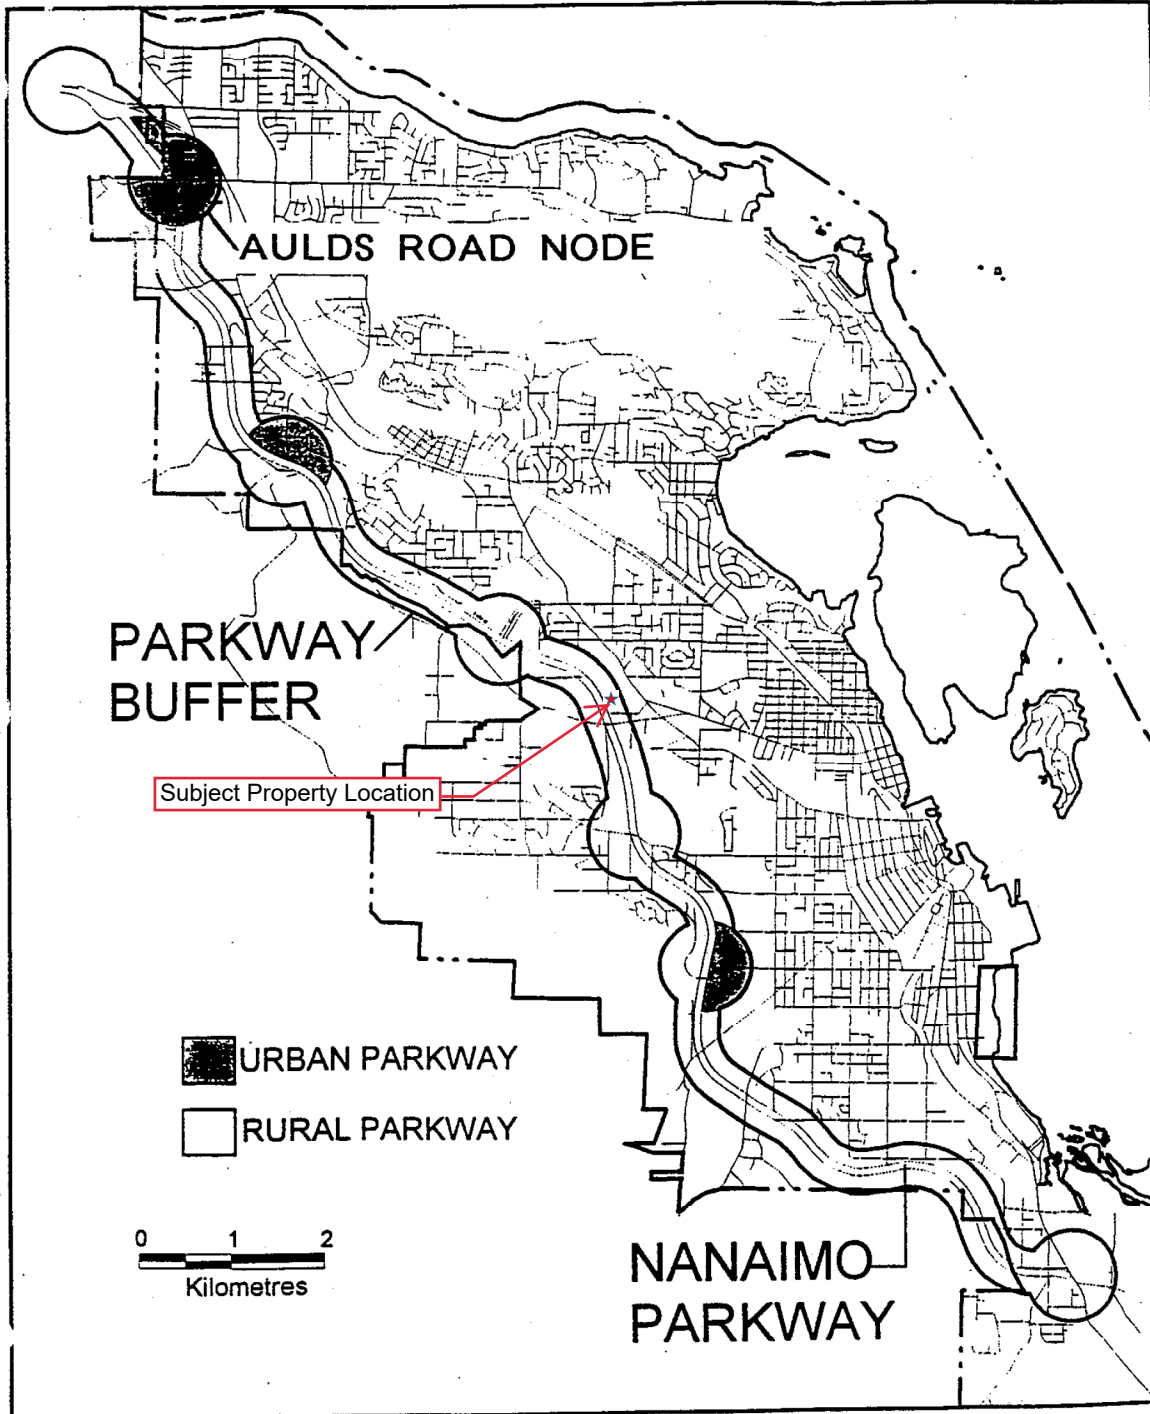 AULDS ROAD NODE
PARKWAY
BUFFER
Subject Property Location
URBAN PARKWAY
RURAL PARKWAY
0 1 2
Kilometres
NANAIMO
PARKWAY